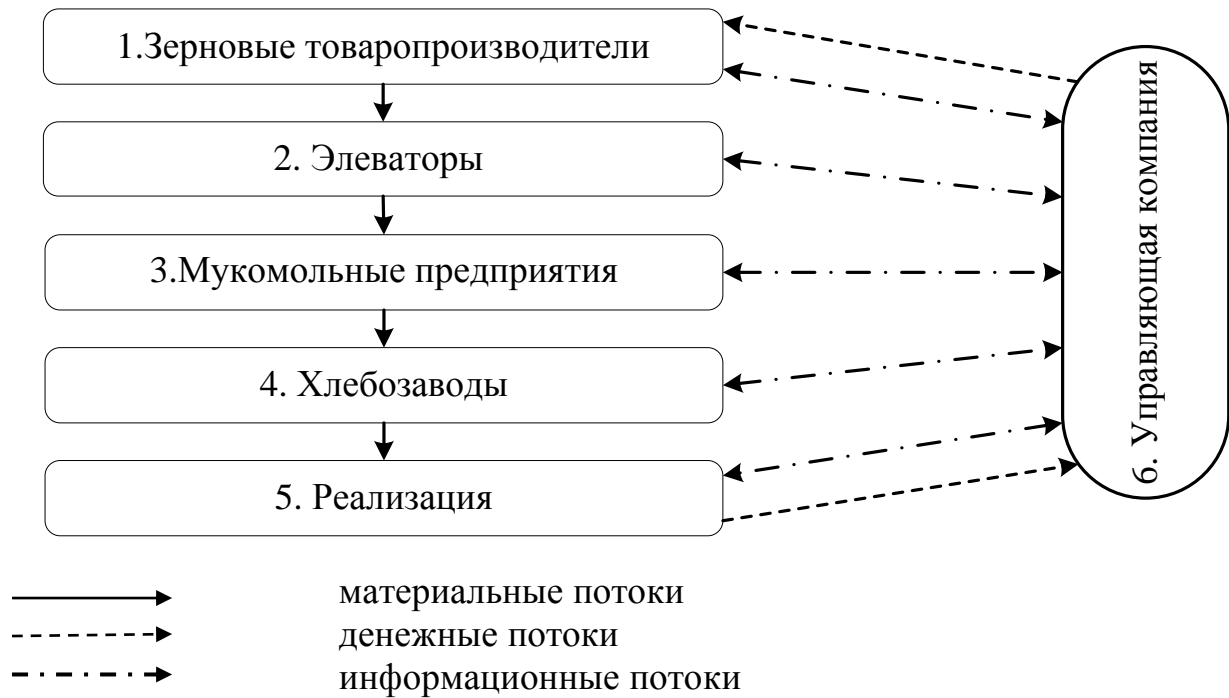 1.Зерновые товаропроизводители
2. Элеваторы
3.Мукомольные предприятия
4. Хлебозаводы
5. Реализация
6. Управляющая компания
материальные потоки
денежные потоки
информационные потоки